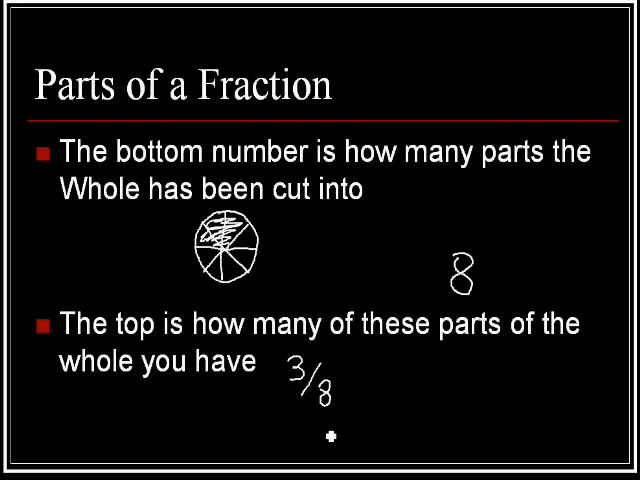 Parts of a Fraction
The bottom number is how many parts the
Whole has been cut into
8
The top is how many of these parts of the
whole you have
3/8